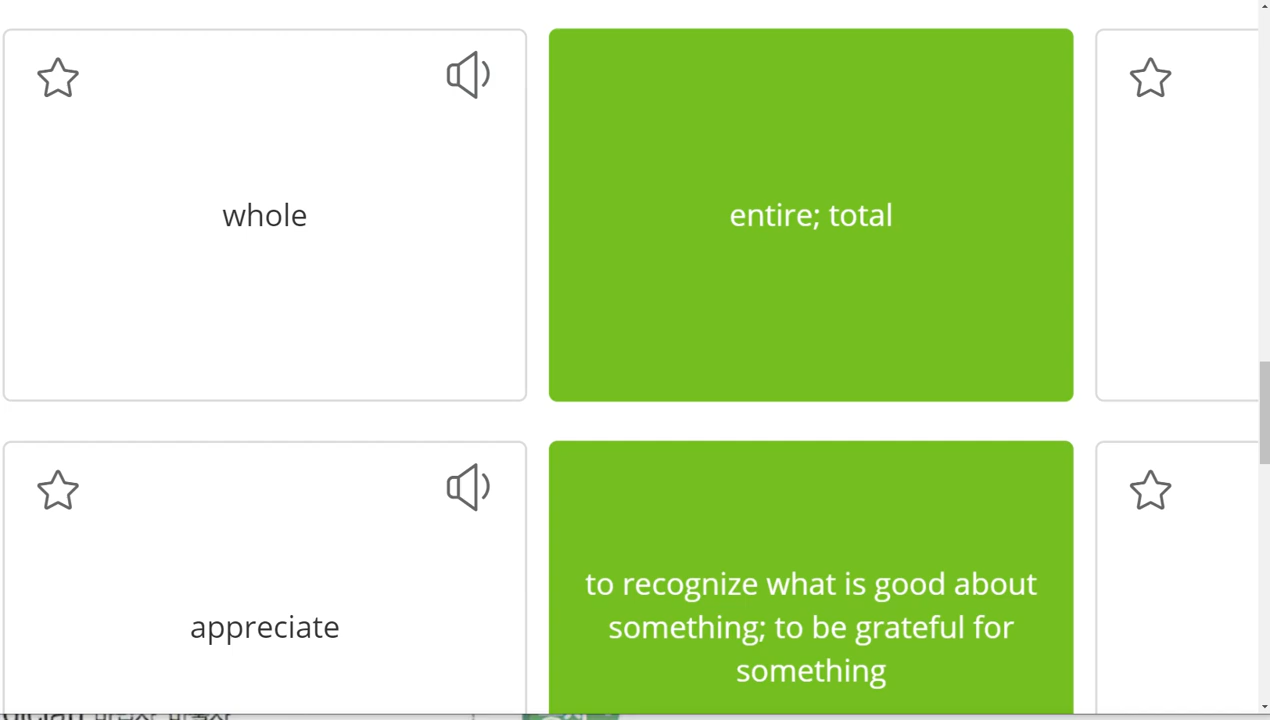 whole
entire; total
appreciate
to recognize what is good about
something; to be grateful for
something